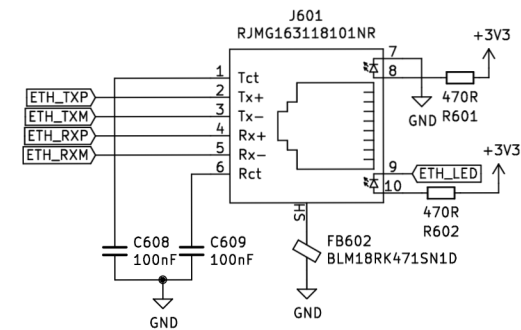 J601
RJMG163118101NR
+3V3
7
8
1 Tct
ETH_TXP 2 Tx+
ETH_TXM 3 Tx-
ETH_RXP 4 Rx+
ETH_RXM 5 Rx-
6 Rct
470R
R601
GND
+3V3
9 ETH_LED
10
470R
R602
SH
C608
100nF
C609
100nF
FB602
BLM18RK471SN1D
GND
GND